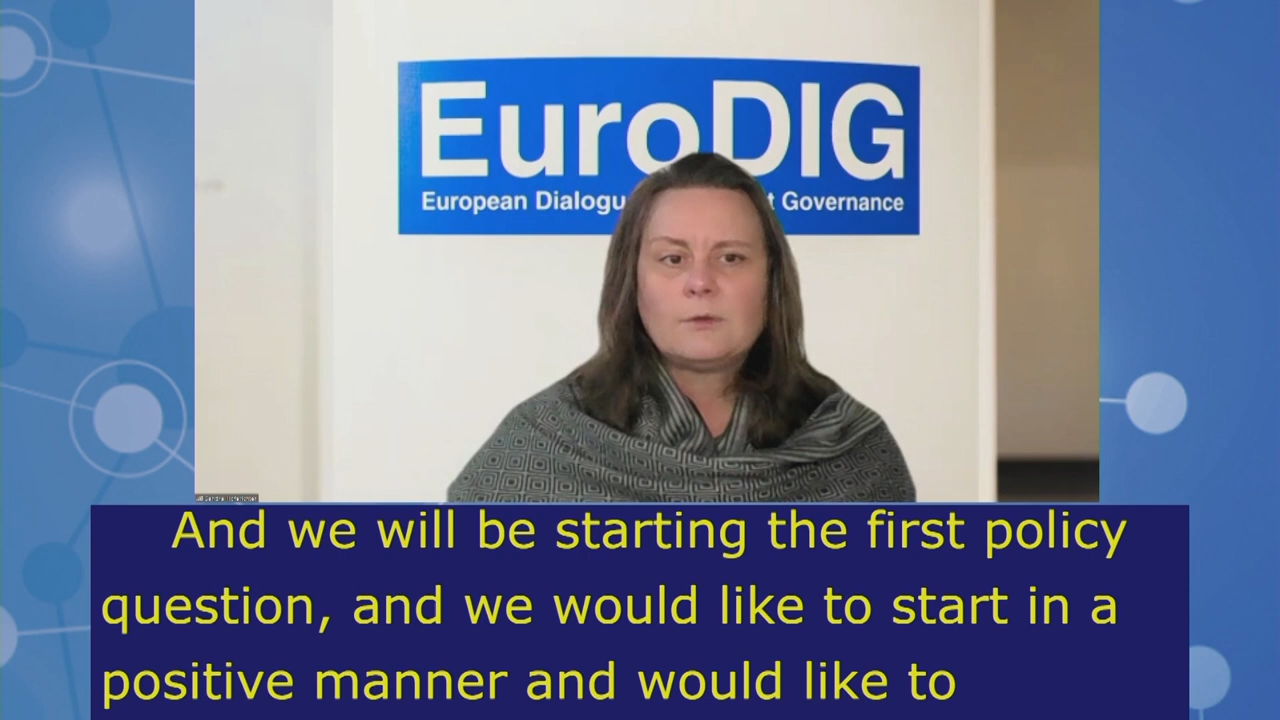 EuroDIG
European Dialogu t Governance
And we will be starting the first policy
question, and we would like to start in a
positive manner and would like to